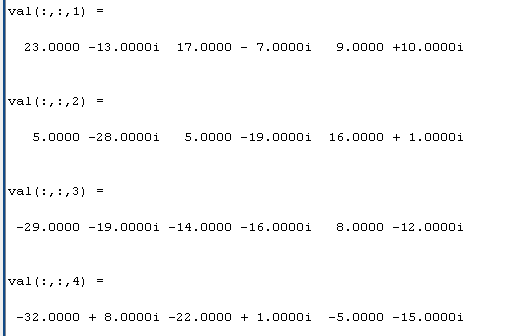 val(:,:,1) =
23.0000 -13.0000i  17.0000 - 7.0000i   9.0000 +10.0000i
val(:,:,2) =
5.0000 -28.0000i   5.0000 -19.0000i  16.0000 + 1.0000i
val(:,:,3) =
-29.0000 -19.0000i -14.0000 -16.0000i   8.0000 -12.0000i
val(:,:,4) =
-32.0000 + 8.0000i -22.0000 + 1.0000i  -5.0000 -15.0000i